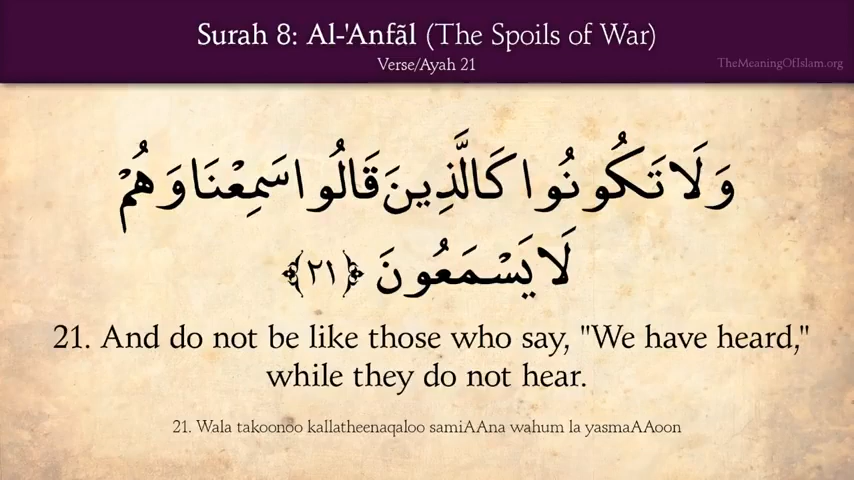 Surah 8: Al-'Anfãl (The Spoils of War)
Verse/Ayah 21
TheMeaningOfIslam.org
وَلَا تَكُونُوا كَالَّذِينَ قَالُوا سَمِعْنَا وَهُمْ
لَا يَسْمَعُونَ ﴿٢١﴾
21. And do not be like those who say, "We have heard,"
while they do not hear.
21. Wala takoonoo kallatheenaqaloo samiAAna wahum la yasmaAAoon